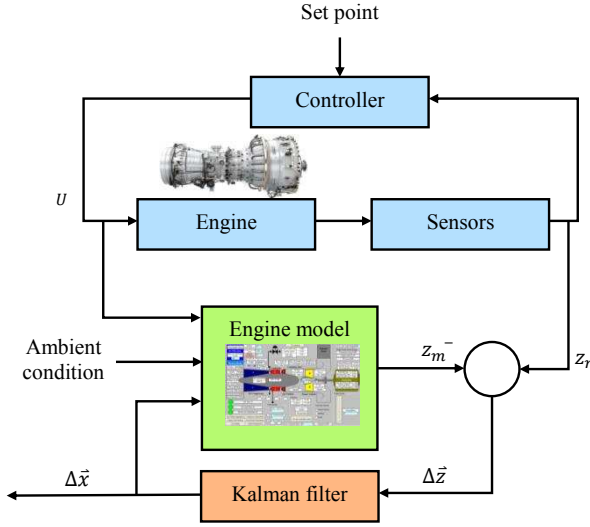 Set point
Controller
U
Engine
Sensors
Engine model
Ambient
condition
z_m^-
z_r
Δx⃗
Kalman filter
Δz⃗